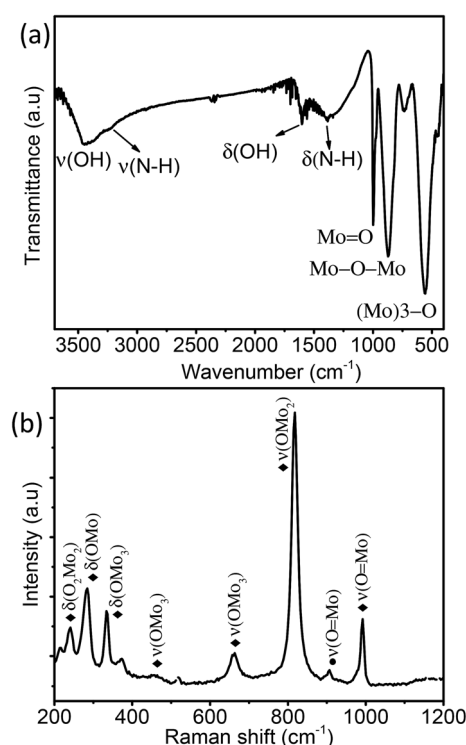 (a)
Transmittance (a.u)
ν(OH)
ν(N-H)
δ(OH)
δ(N-H)
Mo=O
Mo−O−Mo
(Mo)3−O
3500 3000 2500 2000 1500 1000 500
Wavenumber (cm-1)
(b)
Intensity (a.u)
◆ δ(O2Mo2)
◆ δ(OMo)
◆ δ(OMo3)
◆ ν(OMo3)
◆ ν(OMo3)
◆ ν(OMo2)
● ν(O=Mo)
◆ ν(O=Mo)
200 400 600 800 1000 1200
Raman shift (cm-1)